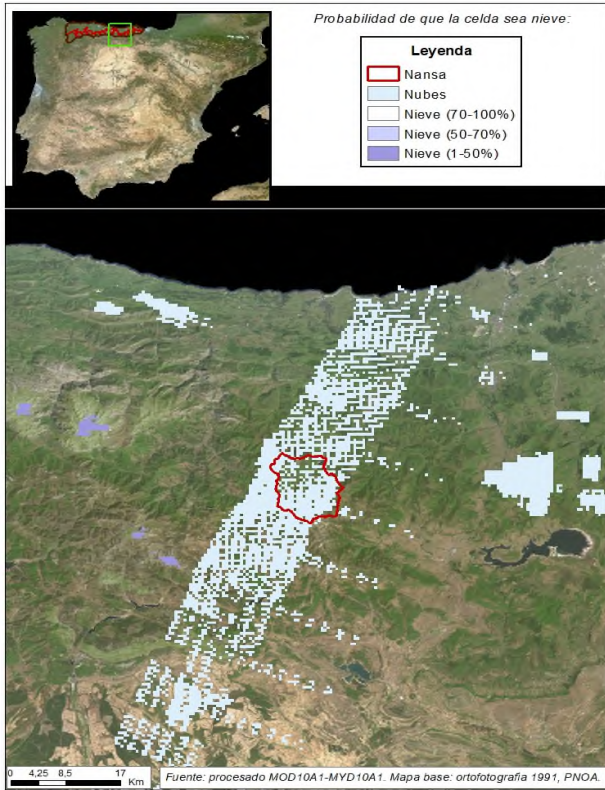 Probabilidad de que la celda sea nieve:
Leyenda
Nansa
Nubes
Nieve (70-100%)
Nieve (50-70%)
Nieve (1-50%)
0 4,25 8,5 17
Km
Fuente: procesado MOD10A1-MYD10A1. Mapa base: ortofotografia 1991, PNOA.